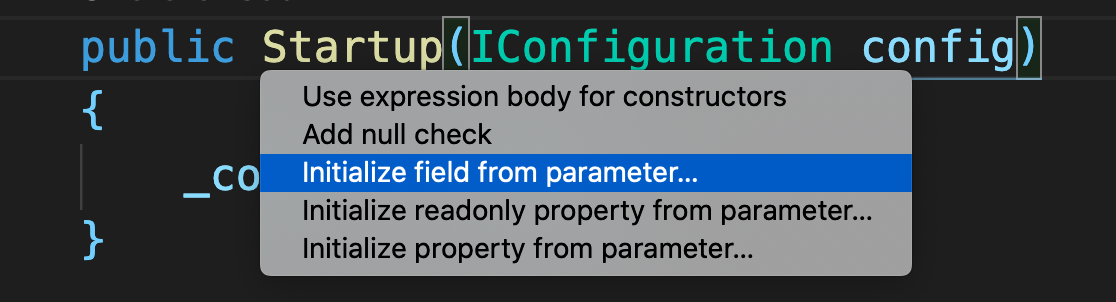 public Startup(IConfiguration config)
{
Use expression body for constructors
Add null check
_co
Initialize field from parameter...
Initialize readonly property from parameter...
}
Initialize property from parameter...